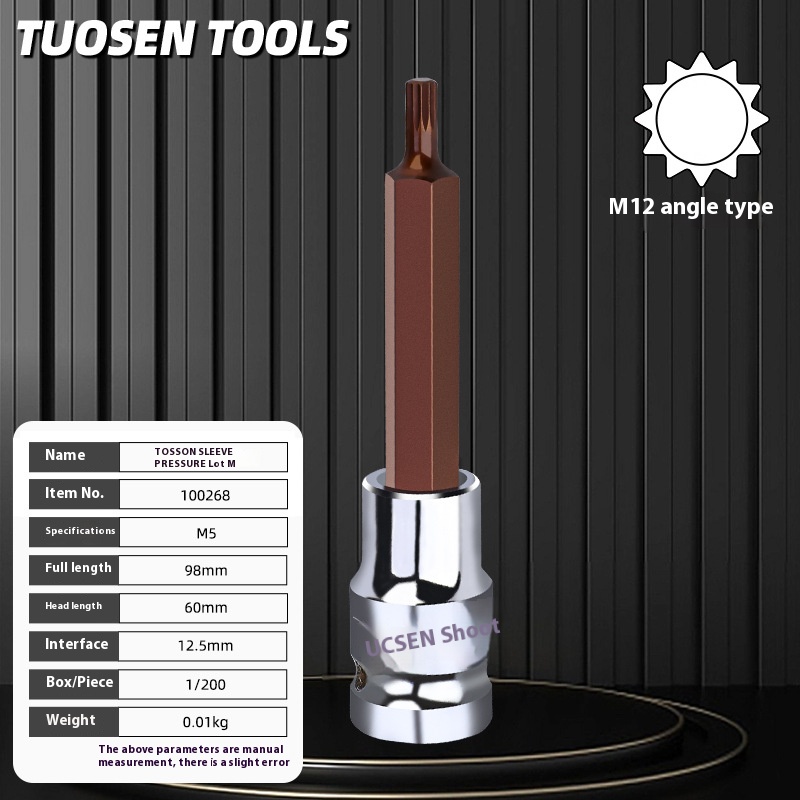 TUOSEN TOOLS
M12 angle type
UCSEN Shoot
Name TOSSON SLEEVE
PRESSURE Lot M
Item No. 100268
Specifications M5
Full length 98mm
Head length 60mm
Interface 12.5mm
Box/Piece 1/200
Weight 0.01kg
The above parameters are manual
measurement, there is a slight error